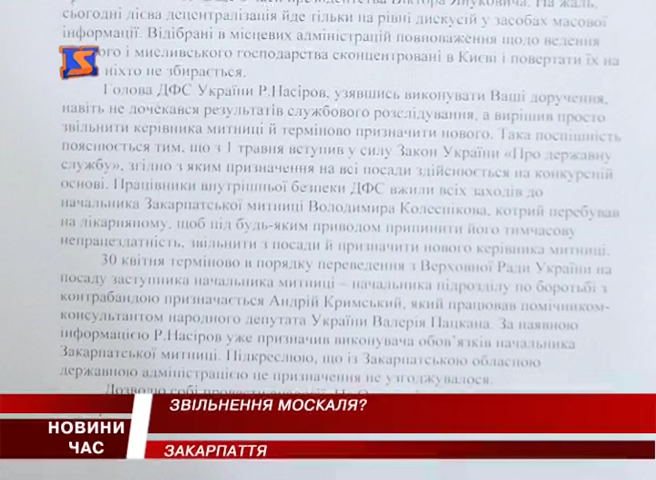 президента Віктора Януковича. На жаль,
сьогодні дієва децентралізація йде тільки на рівні дискусій у засобах масової
інформації. Відібрані в місцевих адміністрацій повноваження щодо ведення
ого і мисливського господарства сконцентровані в Києві і повертати їх на
ніхто не збирається.
Голова ДФС України Р.Насіров, узявшись виконувати Ваші доручення,
навіть не дочекався результатів службового розслідування, а вирішив просто
звільнити керівника митниці й терміново призначити нового. Така поспішність
пояснюється тим, що з 1 травня вступив у силу Закон України «Про державну
службу», згідно з яким призначення на всі посади здійснюється на конкурсній
основі. Працівники внутрішньої безпеки ДФС вжили всіх заходів до
начальника Закарпатської митниці Володимира Колеснікова, котрий перебував
на лікарняному, щоб під будь-яким приводом припинити його тимчасову
непрацездатність, звільнити з посади й призначити нового керівника митниці.
30 квітня терміново в порядку переведення з Верховної Ради України на
посаду заступника начальника митниці – начальника підрозділу по боротьбі з
контрабандою призначається Андрій Кримський, який працював помічником-
консультантом народного депутата України Валерія Пацкана. За наявною
інформацією Р.Насіров уже призначив виконувача обов'язків начальника
Закарпатської митниці. Підкреслюю, що із Закарпатською обласною
державною адміністрацією це призначення не узгоджувалося.
Дозволю собі
ЗВІЛЬНЕННЯ МОСКАЛЯ?
НОВИНИ
ЧАС
ЗАКАРПАТТЯ